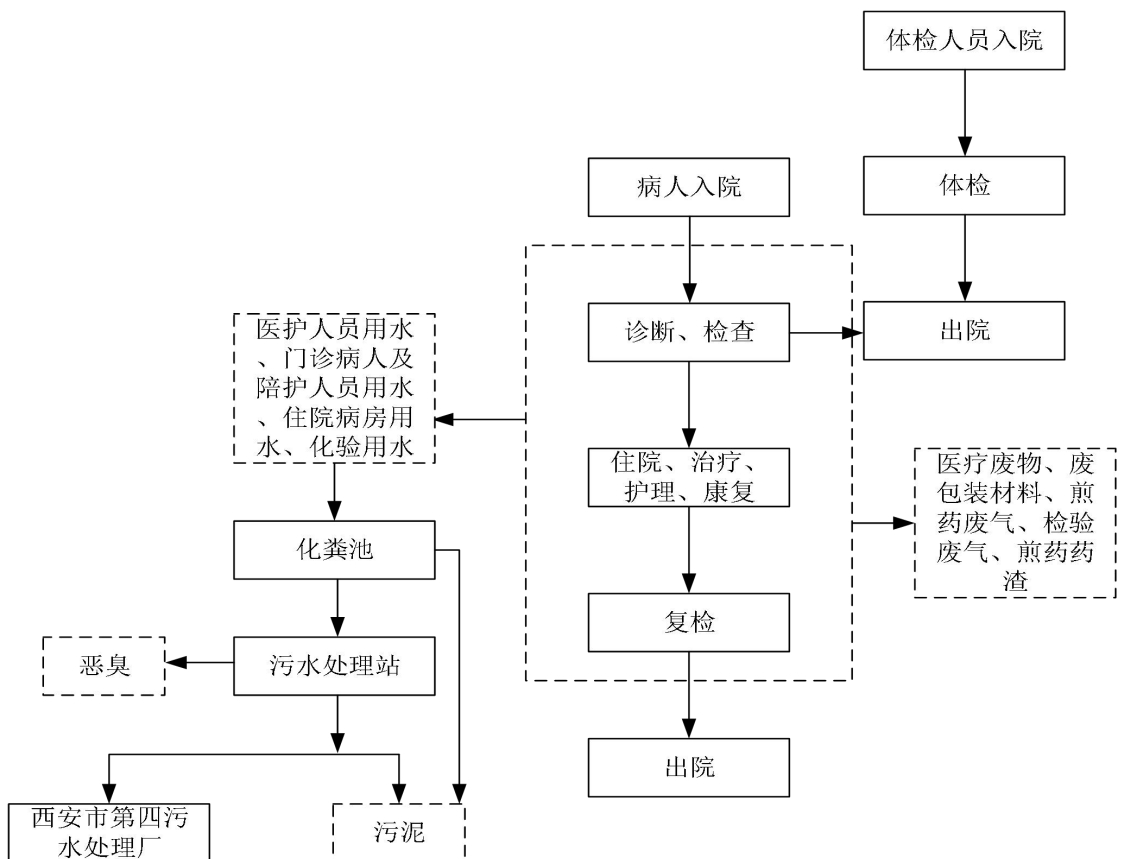 体检人员入院
病人入院
体检
诊断、检查
出院
医护人员用水
、门诊病人及
陪护人员用水
、住院病房用
水、化验用水
住院、治疗、
护理、康复
医疗废物、废
包装材料、煎
药废气、检验
废气、煎药药
渣
化粪池
复检
恶臭
污水处理站
出院
西安市第四污
水处理厂
污泥